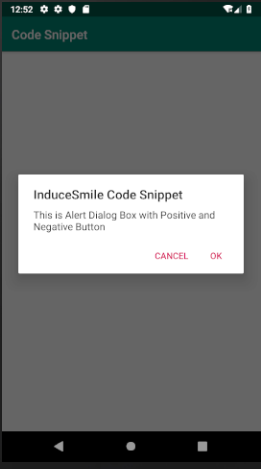 12:52
Code Snippet
InduceSmile Code Snippet
This is Alert Dialog Box with Positive and
Negative Button
CANCEL OK